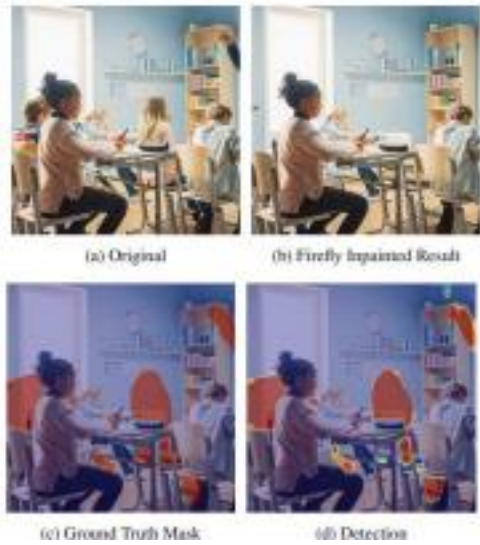 (a) Original
(b) Firefly Inpainted Result
(c) Ground Truth Mask
(d) Detection